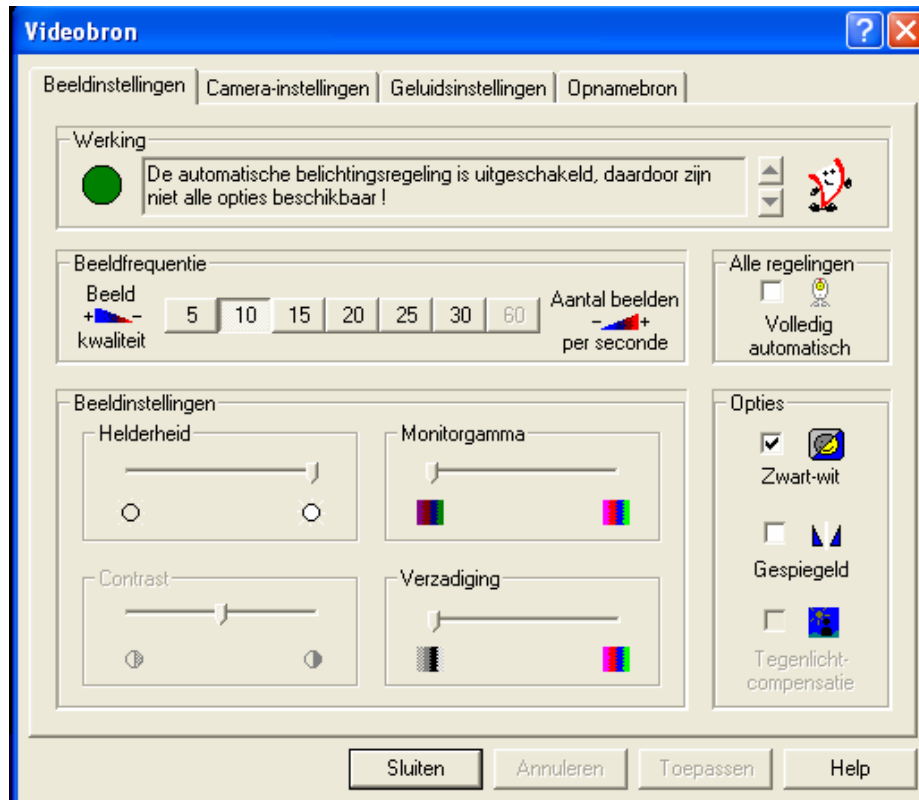 Videobron
Beeldinstellingen Camera-instellingen Geluidsinstellingen Opnamebron
Werking
De automatische belichtingsregeling is uitgeschakeld, daardoor zijn
niet alle opties beschikbaar !
Beeldfrequentie
Beeld
+ -
kwaliteit
5 10 15 20 25 30 60
Aantal beelden
- +
per seconde
Alle regelingen
Volledig
automatisch
Beeldinstellingen
Helderheid
Monitorgamma
Contrast
Verzadiging
Opties
Zwart-wit
Gespiegeld
Tegenlicht-
compensatie
Sluiten Annuleren Toepassen Help